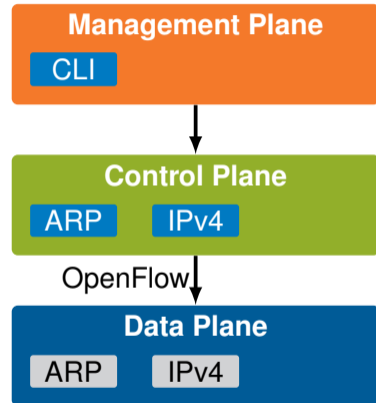 Management Plane
CLI
Control Plane
ARP IPv4
OpenFlow
Data Plane
ARP IPv4